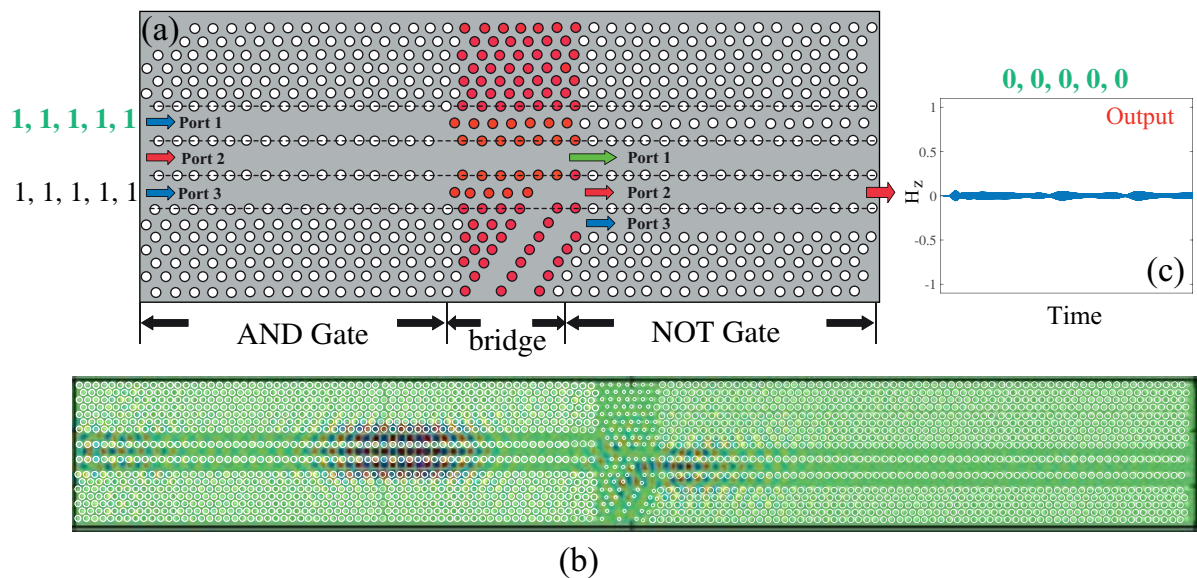 (a)
1, 1, 1, 1, 1
Port 1
Port 2
Port 3
1, 1, 1, 1, 1
Port 1
Port 2
Port 3
AND Gate
bridge
NOT Gate
0, 0, 0, 0, 0
Output
1
0.5
0
-0.5
-1
Hz
(c)
Time
(b)